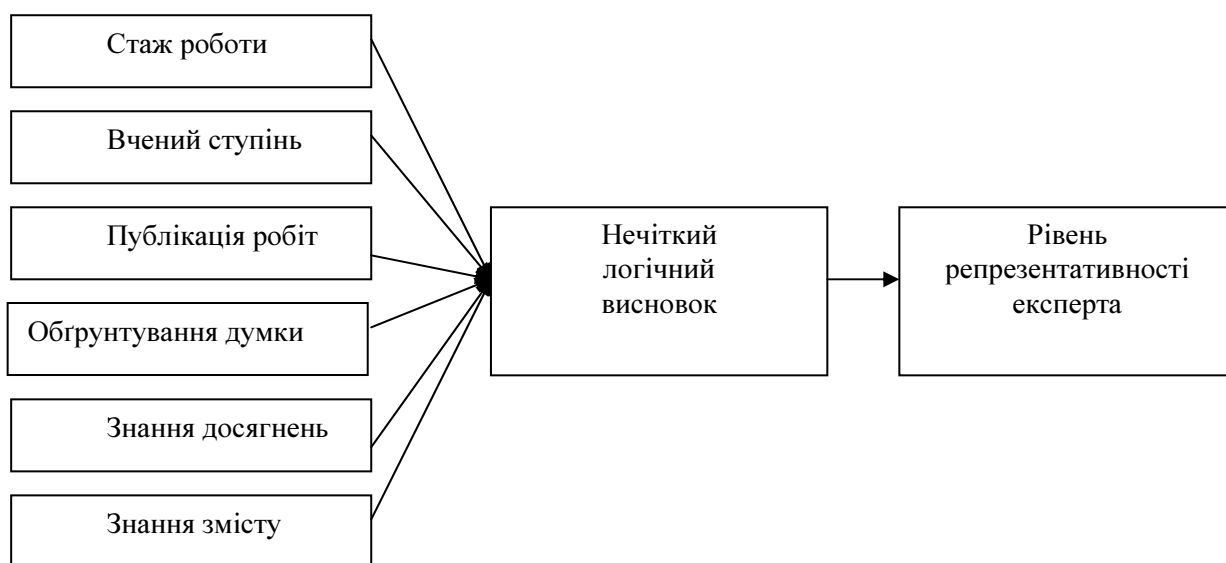 Стаж роботи
Вчений ступінь
Публікація робіт
Обґрунтування думки
Знання досягнень
Знання змісту
Нечіткий
логічний
висновок
Рівень
репрезентативності
експерта